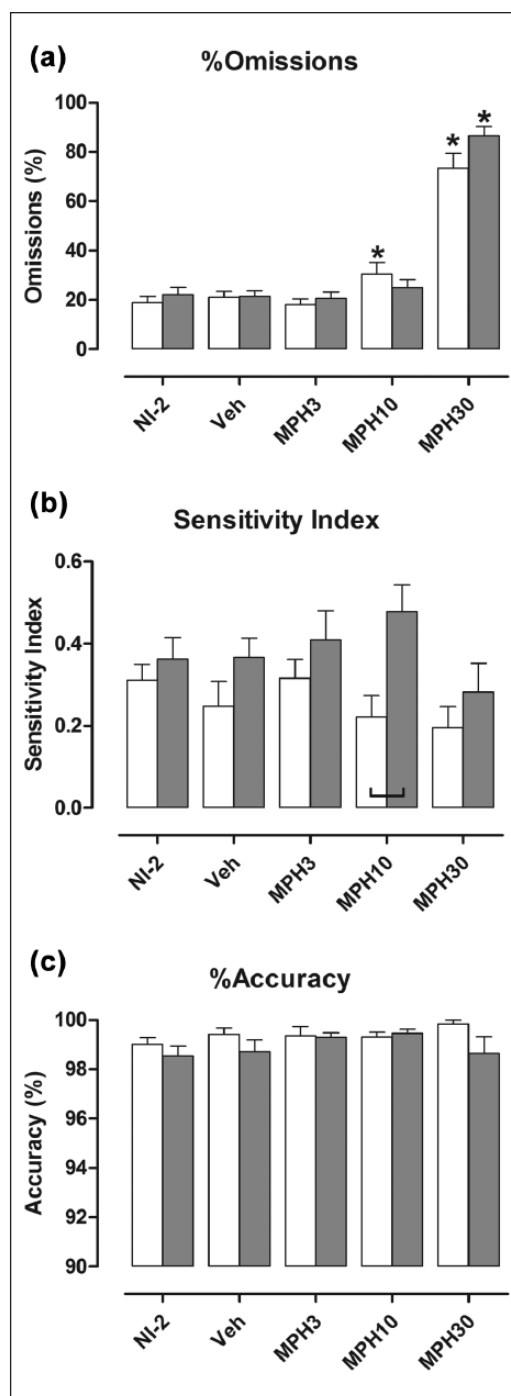 (a)
%Omissions
Omissions (%)
100
80
60
40
20
0
*
*
*
NI-2
Veh
MPH3
MPH10
MPH30
(b)
Sensitivity Index
Sensitivity Index
0.6
0.4
0.2
0.0
NI-2
Veh
MPH3
MPH10
MPH30
(c)
%Accuracy
Accuracy (%)
100
98
96
94
92
90
NI-2
Veh
MPH3
MPH10
MPH30